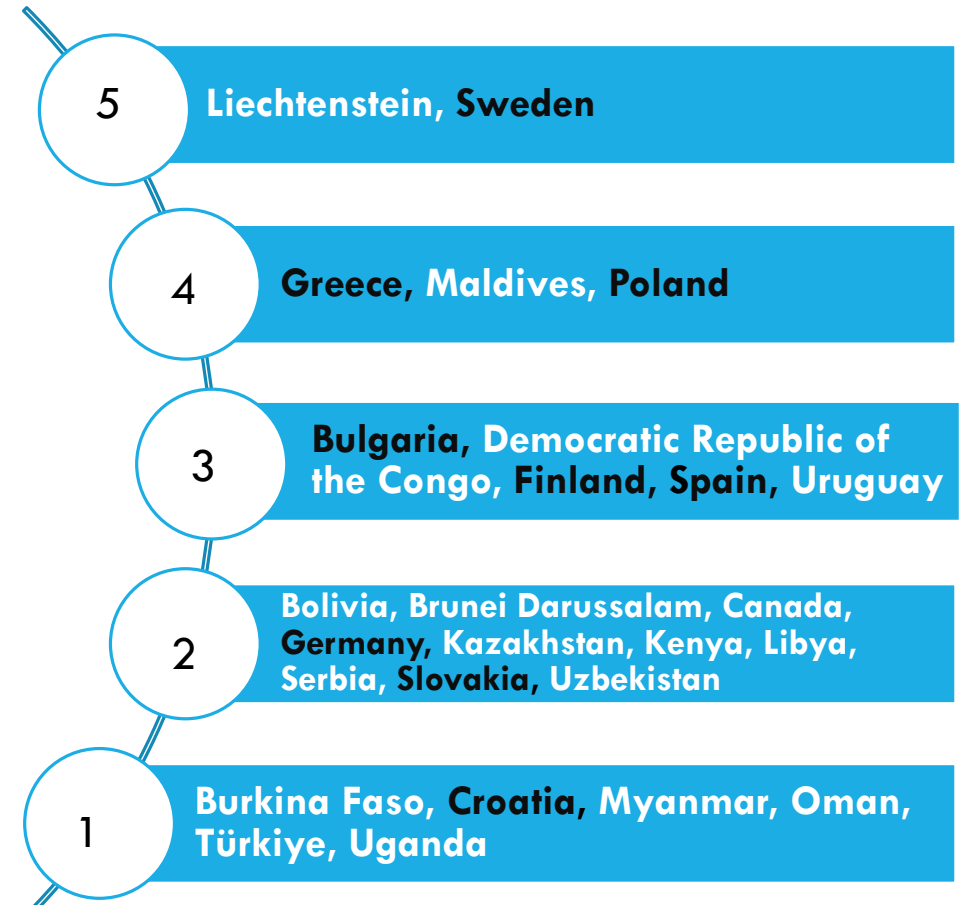 5
Liechtenstein, Sweden
4
Greece, Maldives, Poland
3
Bulgaria, Democratic Republic of
the Congo, Finland, Spain, Uruguay
2
Bolivia, Brunei Darussalam, Canada,
Germany, Kazakhstan, Kenya, Libya,
Serbia, Slovakia, Uzbekistan
1
Burkina Faso, Croatia, Myanmar, Oman,
Türkiye, Uganda